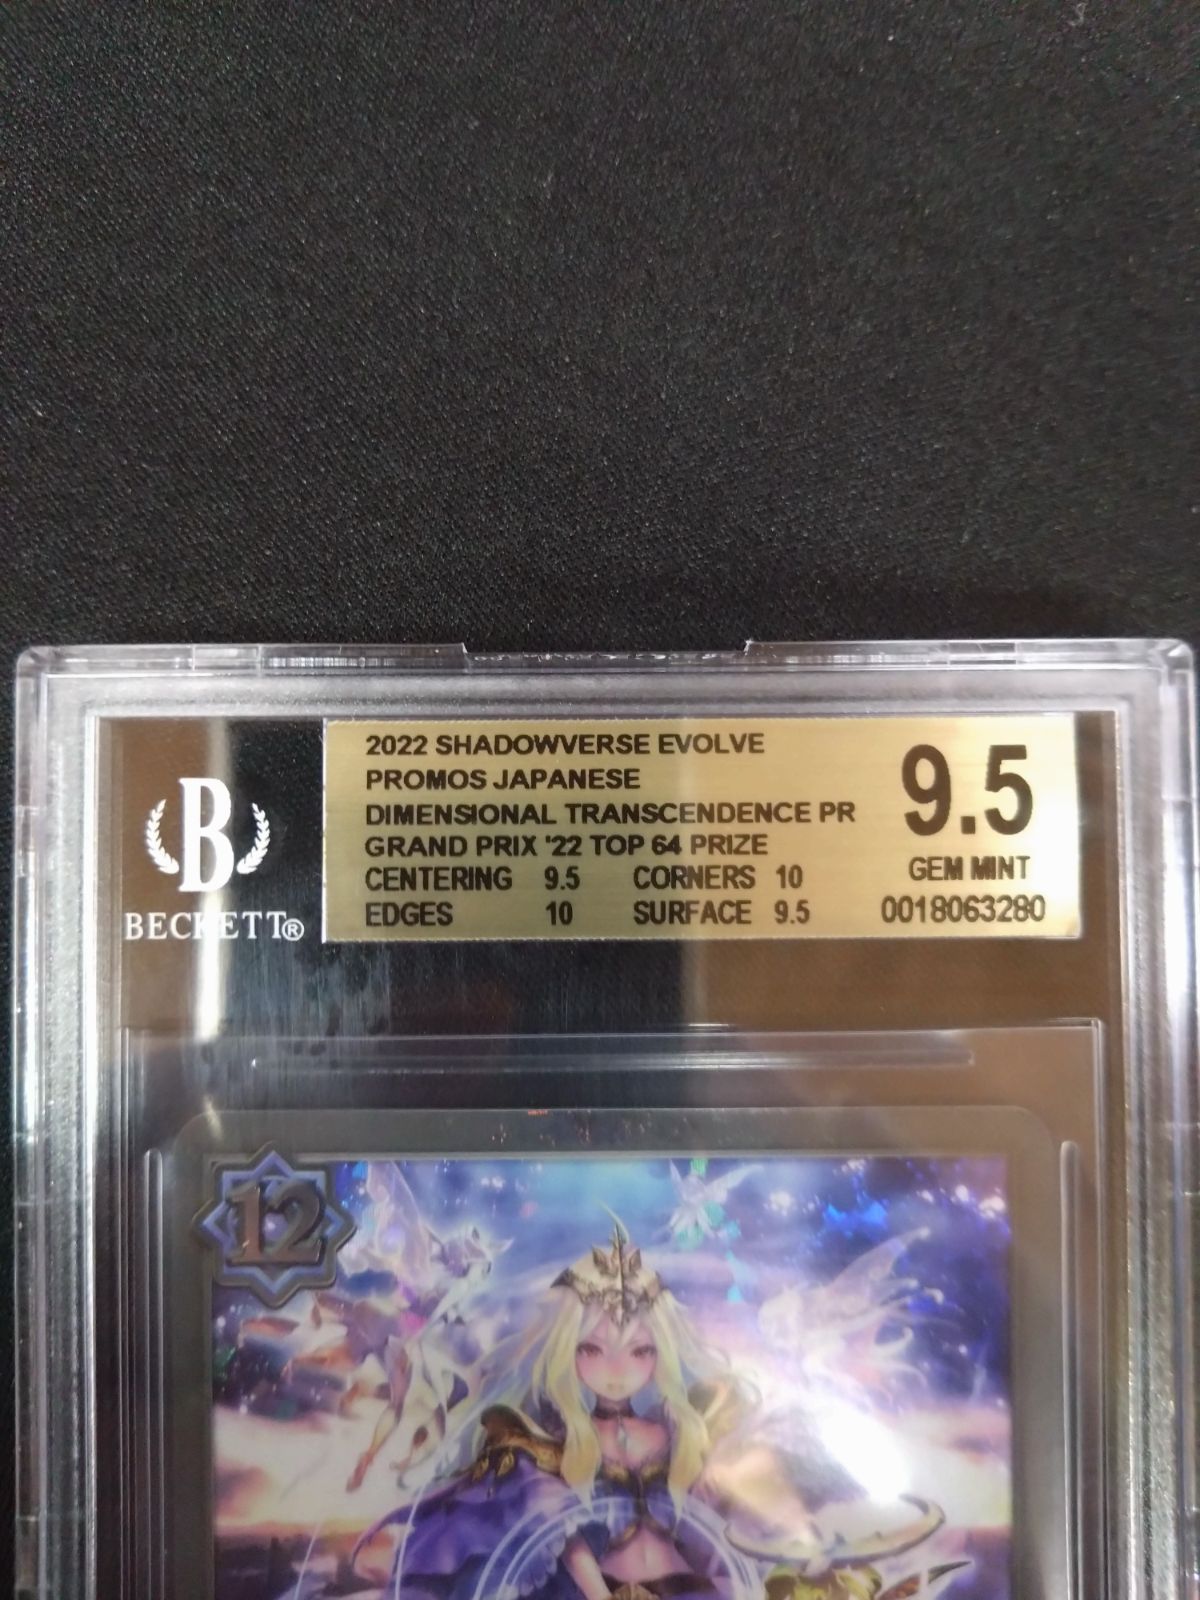 2022 SHADOWVERSE EVOLVE
PROMOS JAPANESE
DIMENSIONAL TRANSCENDENCE PR
GRAND PRIX '22 TOP 64 PRIZE
CENTERING 9.5 CORNERS 10
EDGES 10 SURFACE 9.5
9.5
GEM MINT
0018063280
B
BECKETT®
12